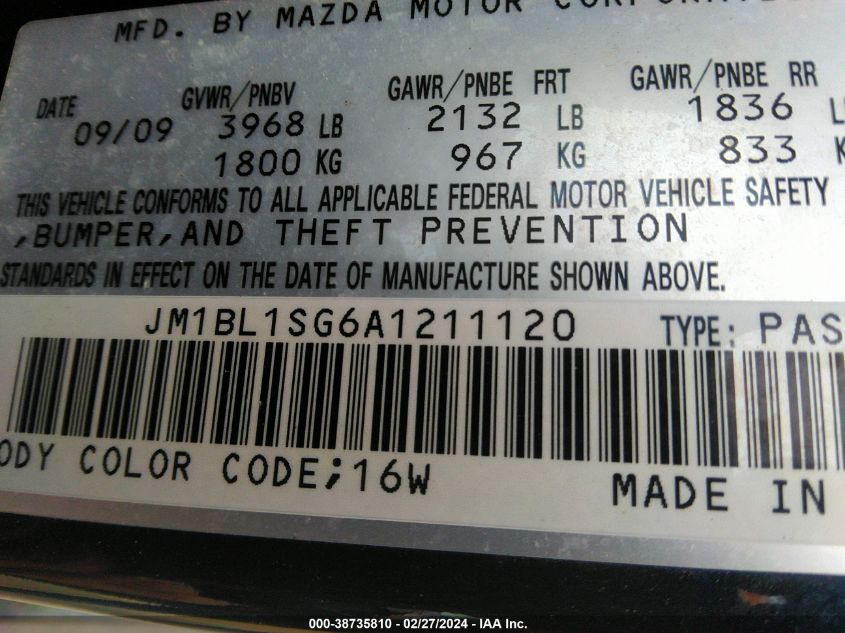 MFD. BY MAZDA MOTOR
DATE GVWR/PNBV GAWR/PNBE FRT GAWR/PNBE RR
09/09 3968 LB 2132 LB 1836
1800 KG 967 KG 833
THIS VEHICLE CONFORMS TO ALL APPLICABLE FEDERAL MOTOR VEHICLE SAFETY
,BUMPER,AND THEFT PREVENTION
STANDARDS IN EFFECT ON THE DATE OF MANUFACTURE SHOWN ABOVE.
JM1BL1SG6A1211120 TYPE: PAS
ODY COLOR CODE;16W
MADE IN
000-38735810 - 02/27/2024 - IAA Inc.